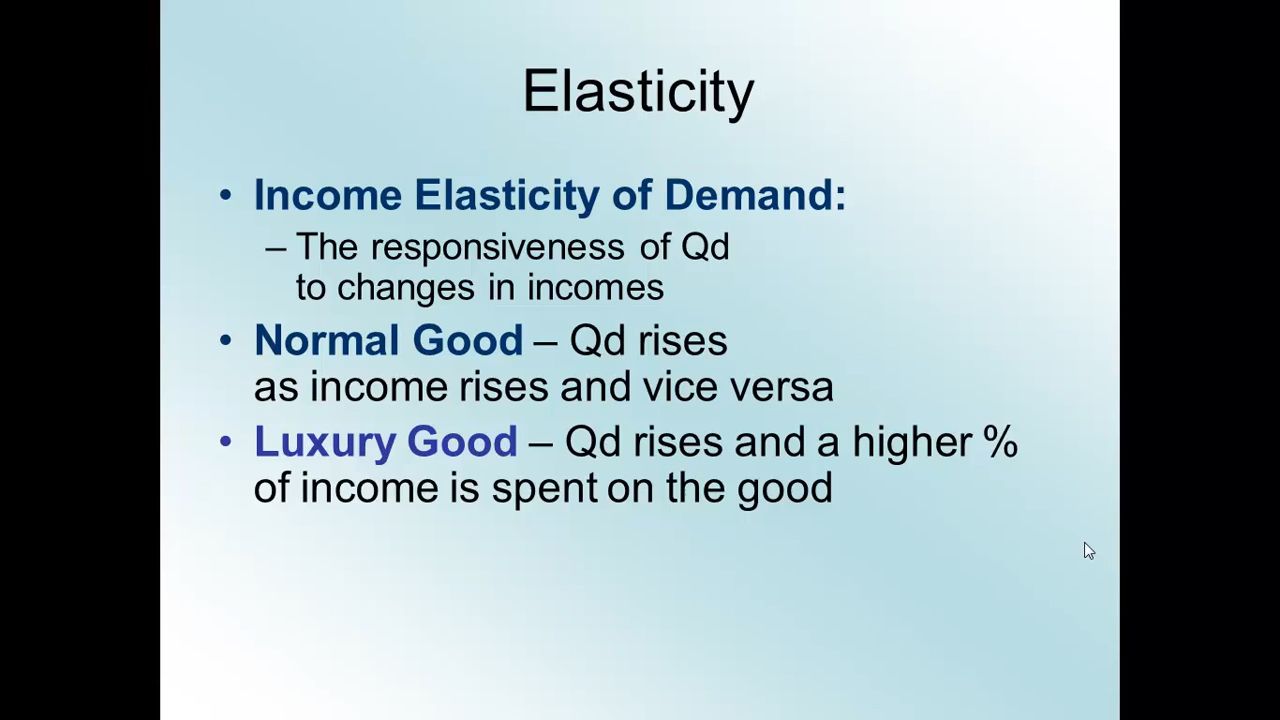 Elasticity
• Income Elasticity of Demand:
– The responsiveness of Qd
to changes in incomes
• Normal Good – Qd rises
as income rises and vice versa
• Luxury Good – Qd rises and a higher %
of income is spent on the good